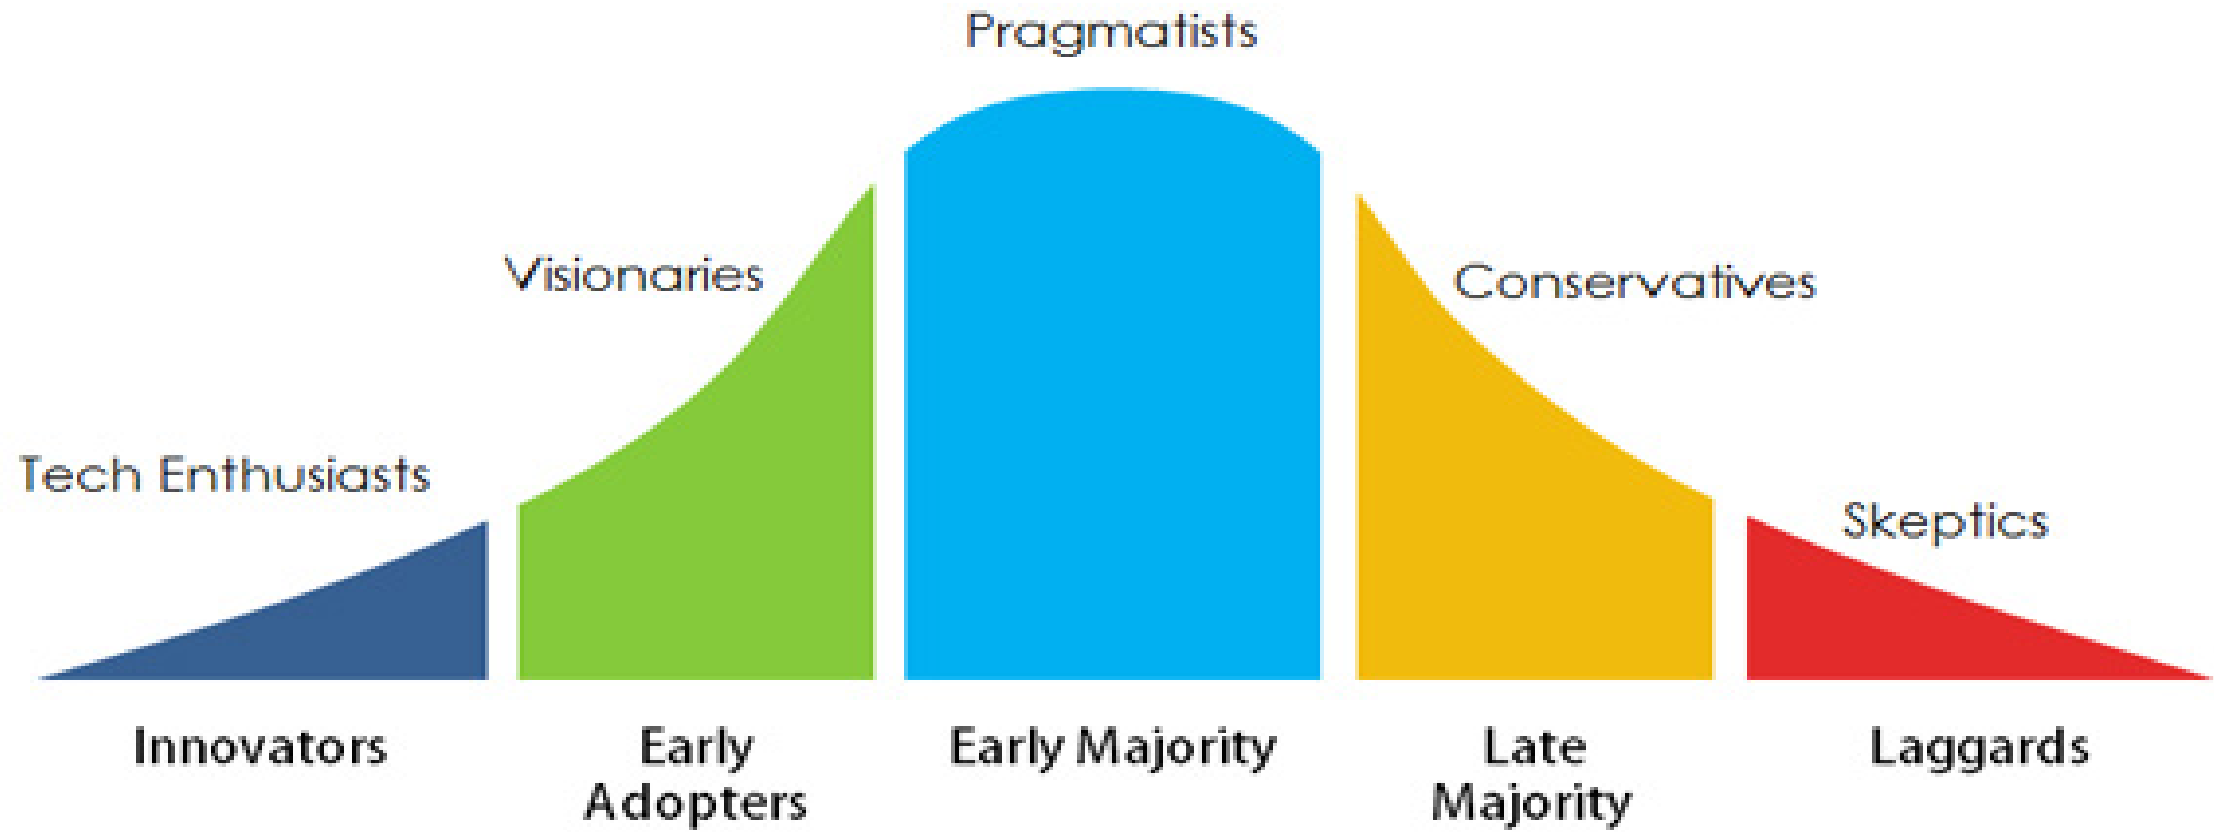 Pragmatists
Visionaries
Conservatives
Tech Enthusiasts
Skeptics
Innovators
Early
Adopters
Early Majority
Late
Majority
Laggards